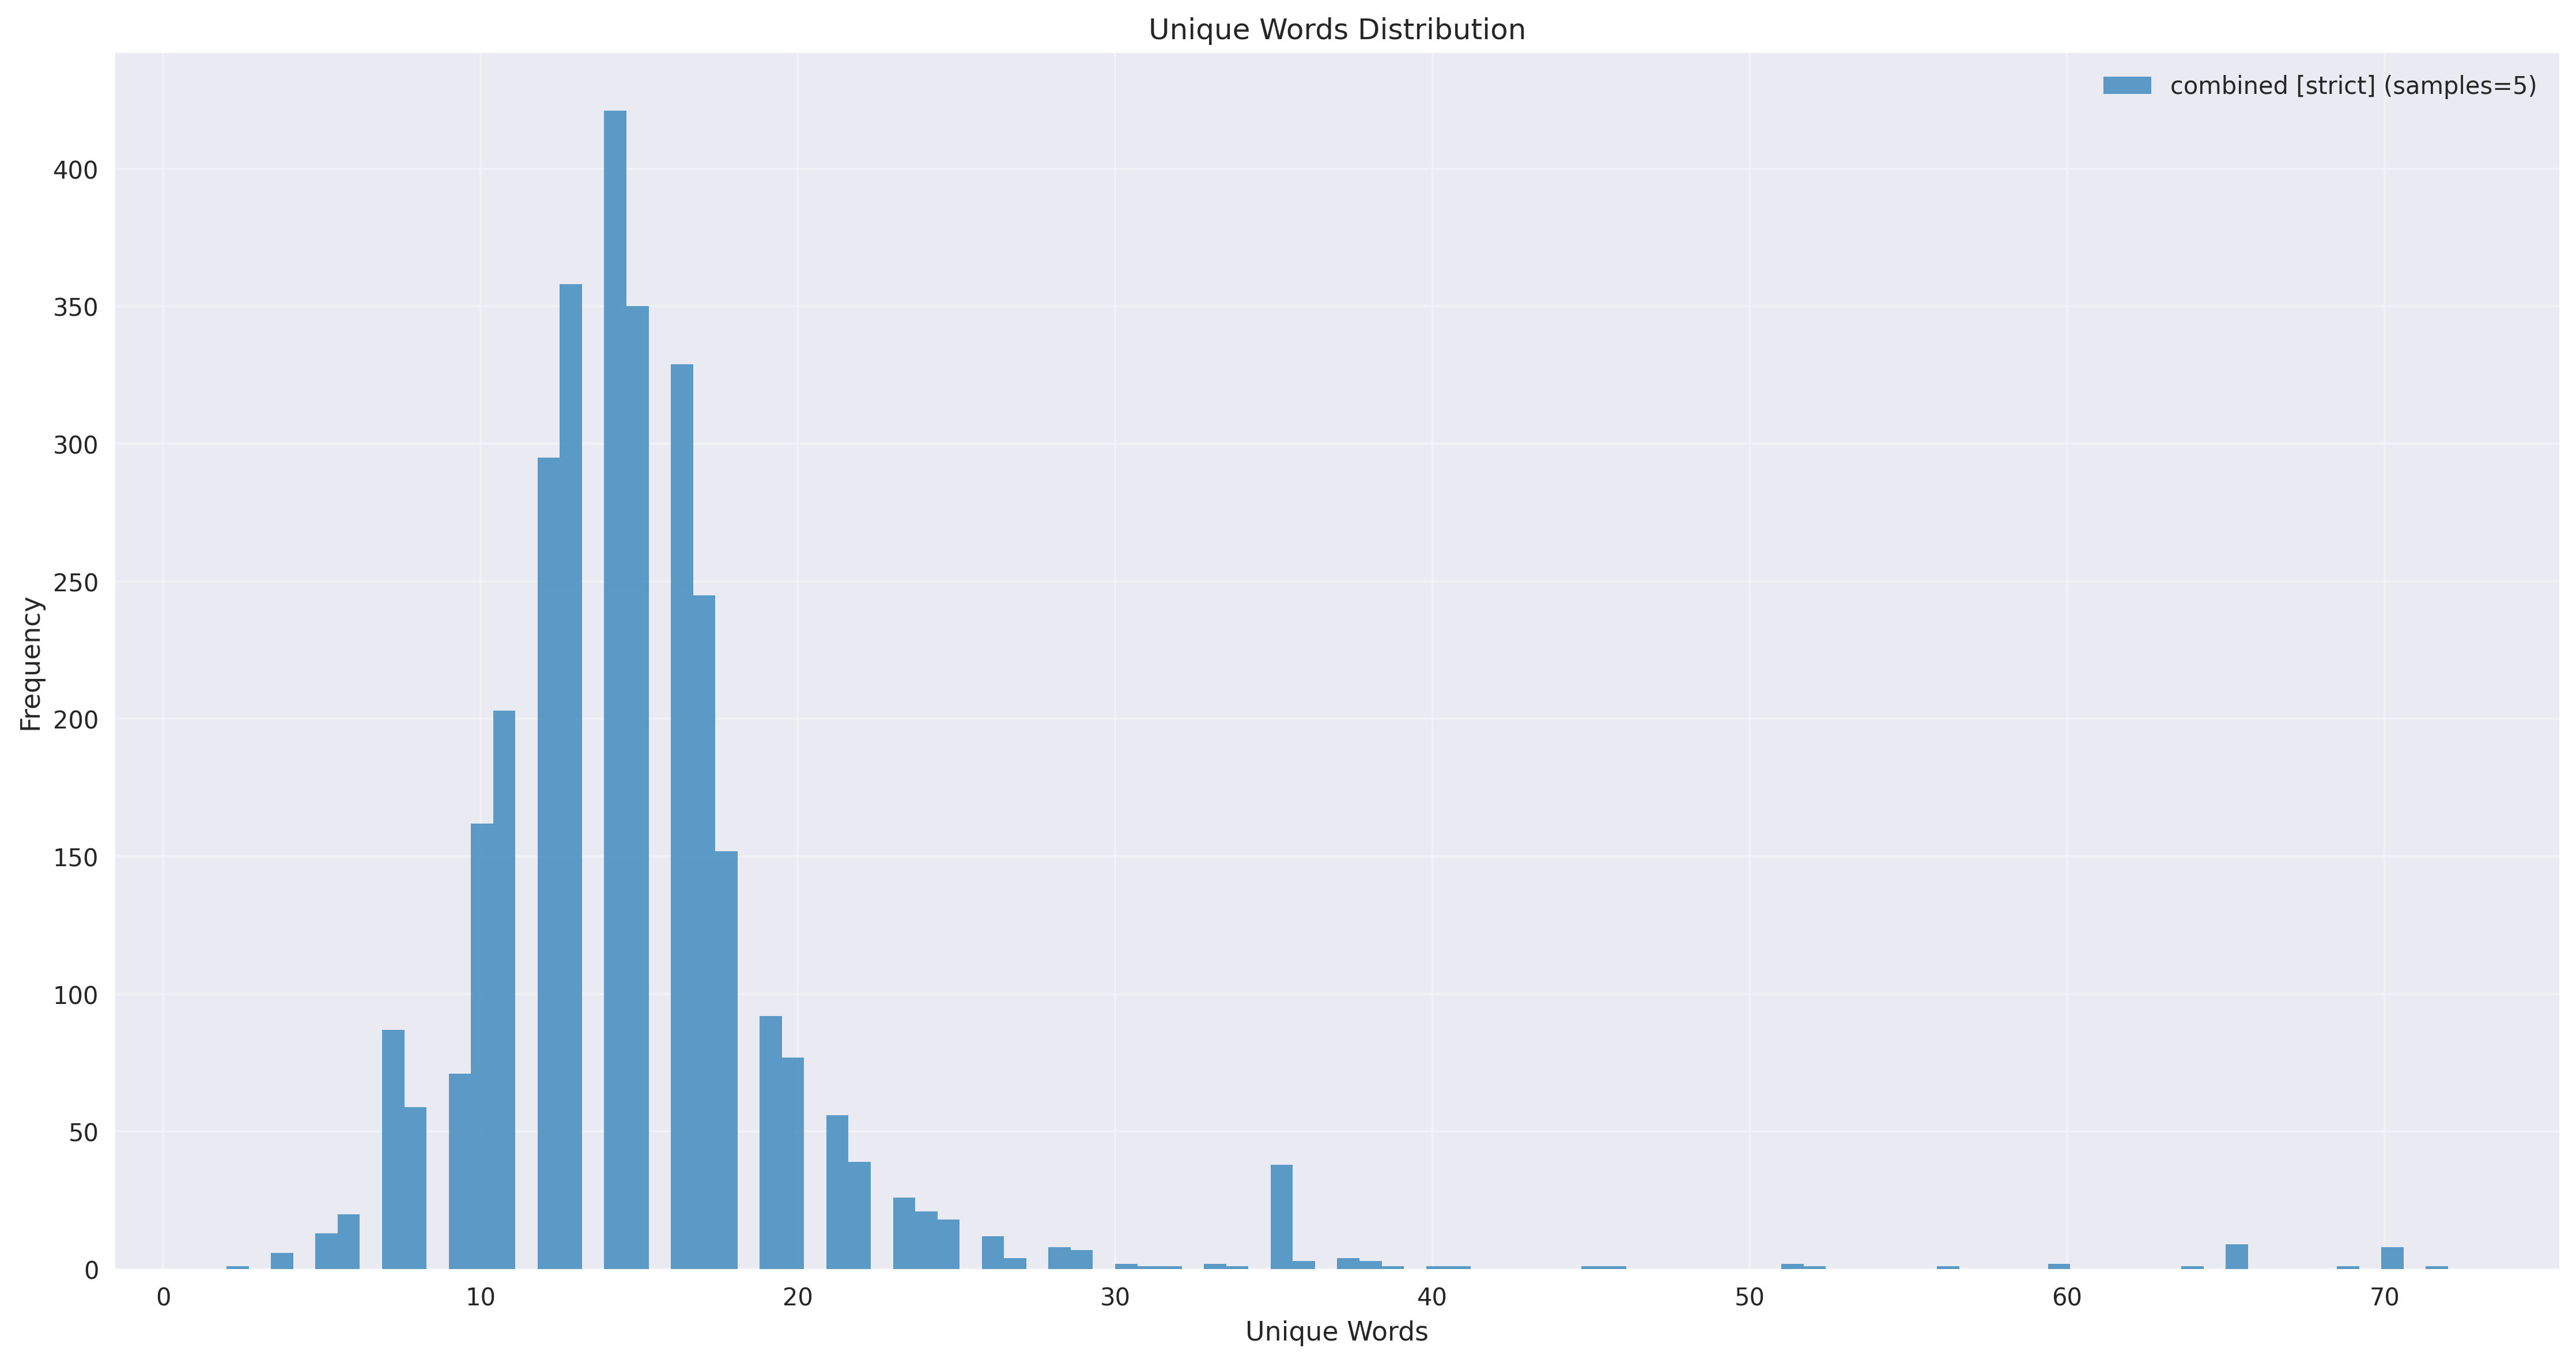 Unique Words Distribution
combined [strict] (samples=5)
400
350
300
250
200
150
100
50
0
Frequency
0 10 20 30 40 50 60 70
Unique Words